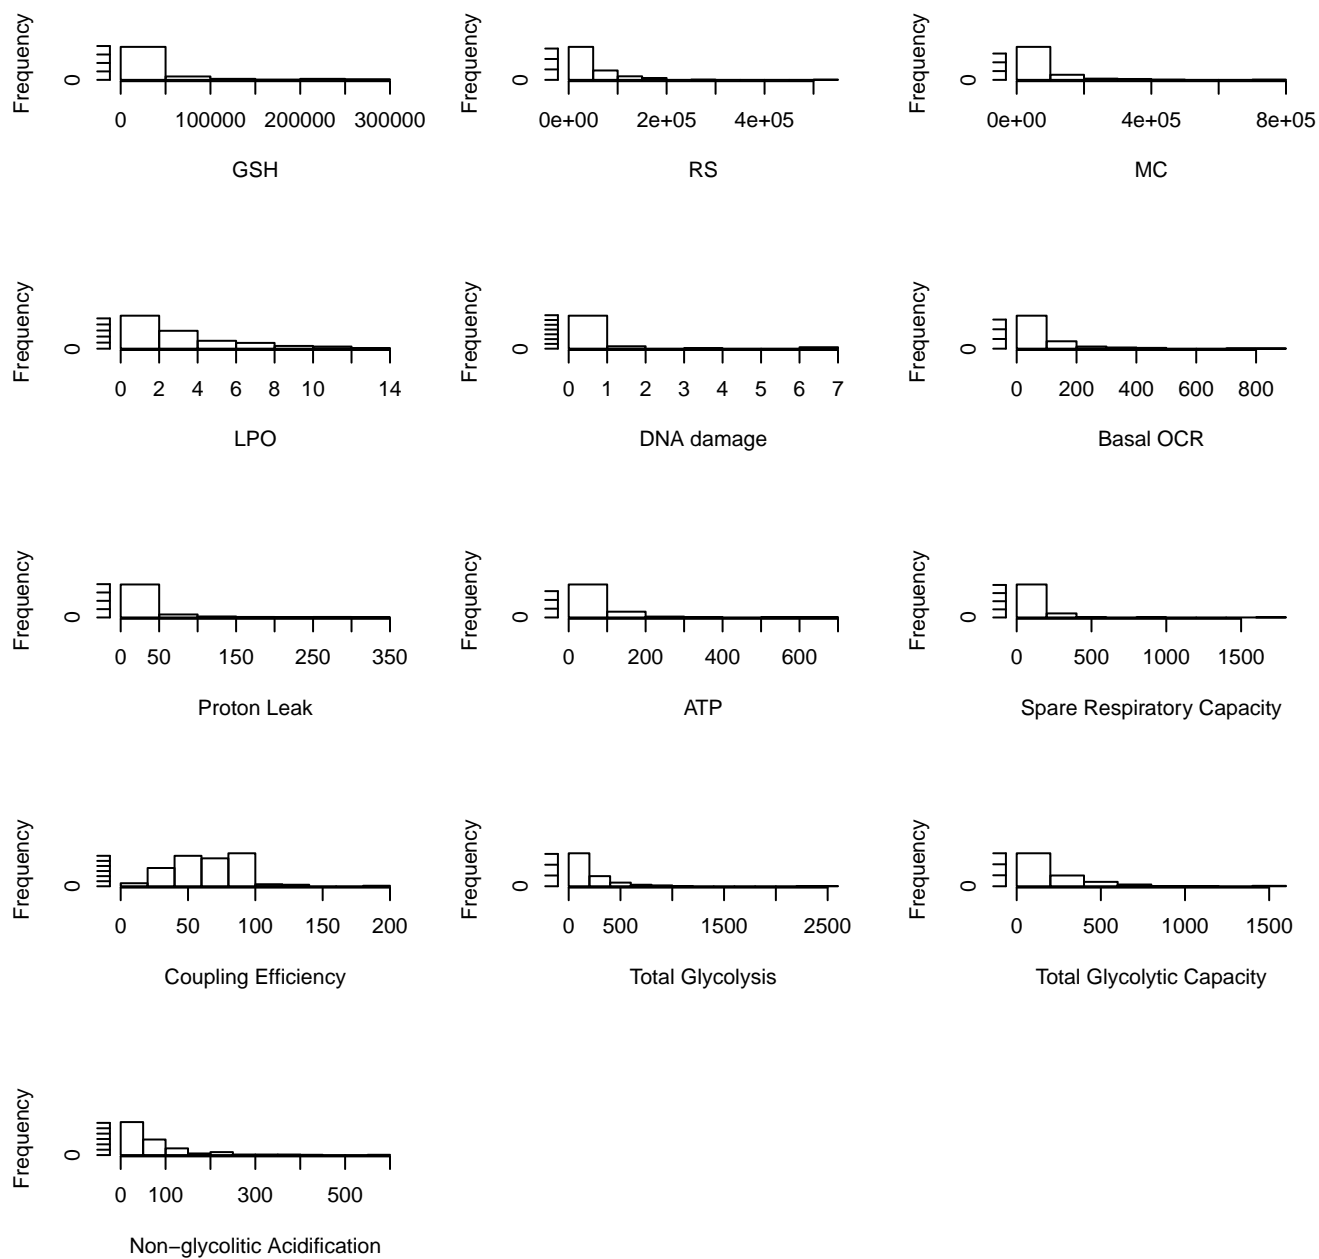 Frequency
0
0 100000 200000 300000
GSH
Frequency
0
0e+00 2e+05 4e+05
RS
Frequency
0
0e+00 4e+05 8e+05
MC
Frequency
0
0 2 4 6 8 10 14
LPO
Frequency
0
0 1 2 3 4 5 6 7
DNA damage
Frequency
0
0 200 400 600 800
Basal OCR
Frequency
0
0 50 150 250 350
Proton Leak
Frequency
0
0 200 400 600
ATP
Frequency
0
0 500 1000 1500
Spare Respiratory Capacity
Frequency
0
0 50 100 150 200
Coupling Efficiency
Frequency
0
0 500 1500 2500
Total Glycolysis
Frequency
0
0 500 1000 1500
Total Glycolytic Capacity
Frequency
0
0 100 300 500
Non−glycolitic Acidification